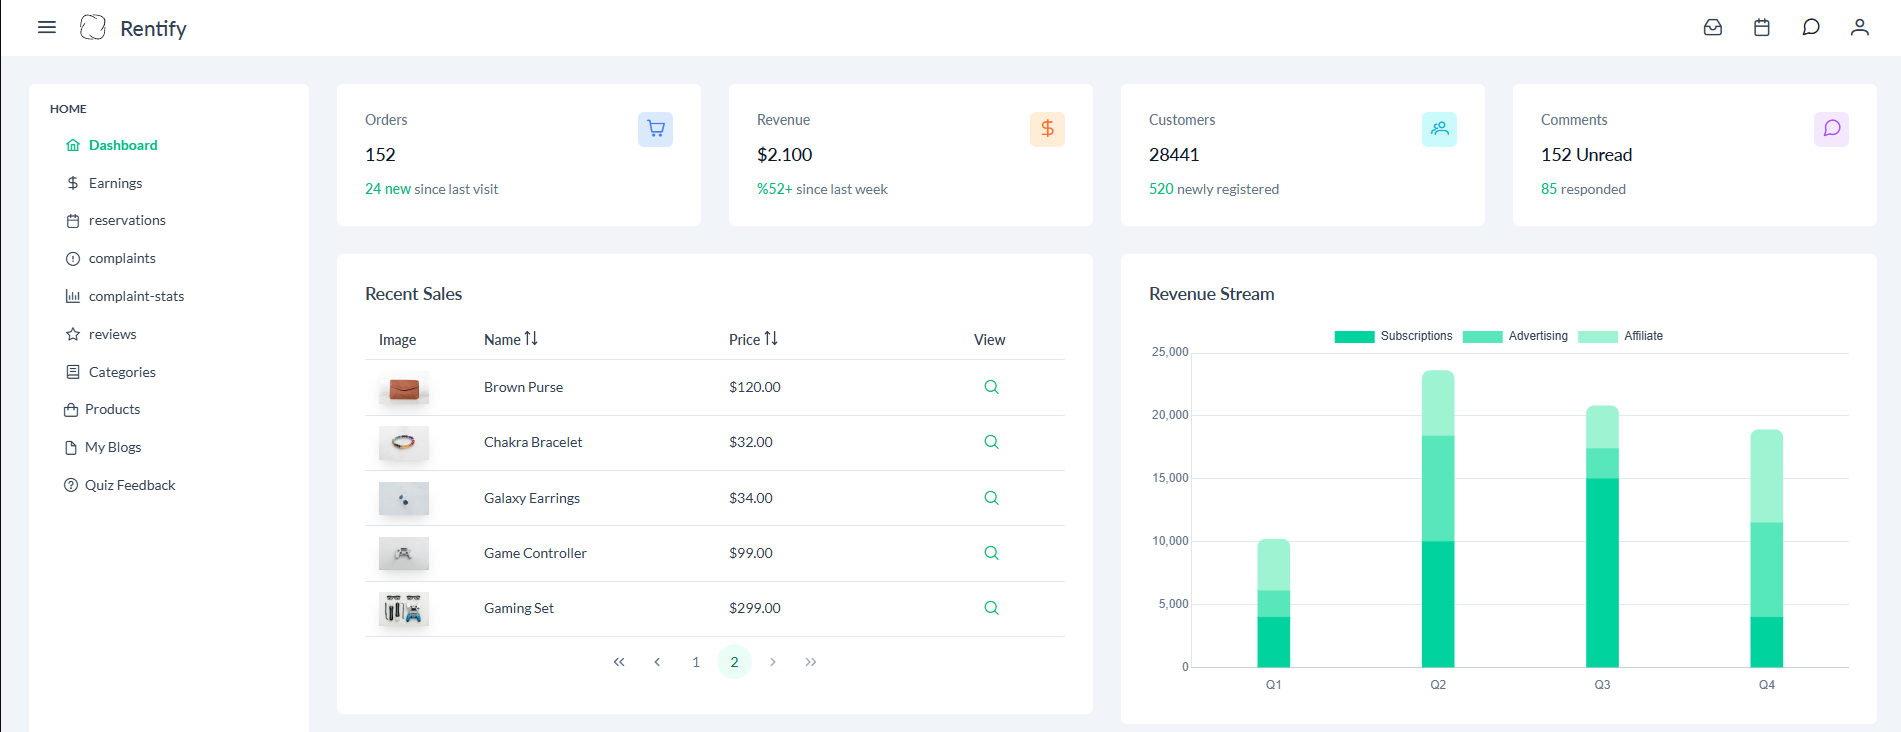 Rentify
HOME
Dashboard
Earnings
reservations
complaints
complaint-stats
reviews
Categories
Products
My Blogs
Quiz Feedback
Orders
152
24 new since last visit
Revenue
$2.100
%52+ since last week
Customers
28441
520 newly registered
Comments
152 Unread
85 responded
Recent Sales
Image Name Price View
Brown Purse $120.00
Chakra Bracelet $32.00
Galaxy Earrings $34.00
Game Controller $99.00
Gaming Set $299.00
1 2
Revenue Stream
Subscriptions Advertising Affiliate
25,000
20,000
15,000
10,000
5,000
0
Q1 Q2 Q3 Q4